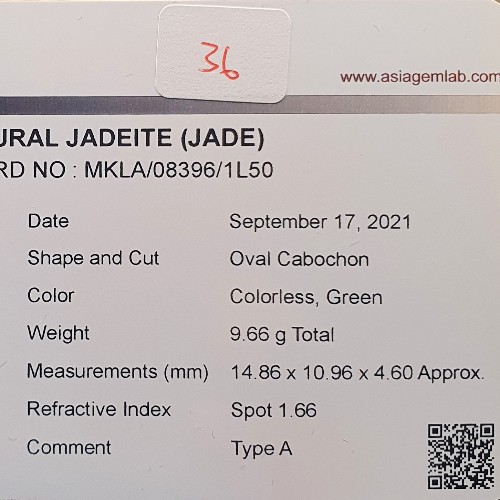 36
www.asiagemlab.com
URAL JADEITE (JADE)
RD NO : MKLA/08396/1L50
Date September 17, 2021
Shape and Cut Oval Cabochon
Color Colorless, Green
Weight 9.66 g Total
Measurements (mm) 14.86 x 10.96 x 4.60 Approx.
Refractive Index Spot 1.66
Comment Type A